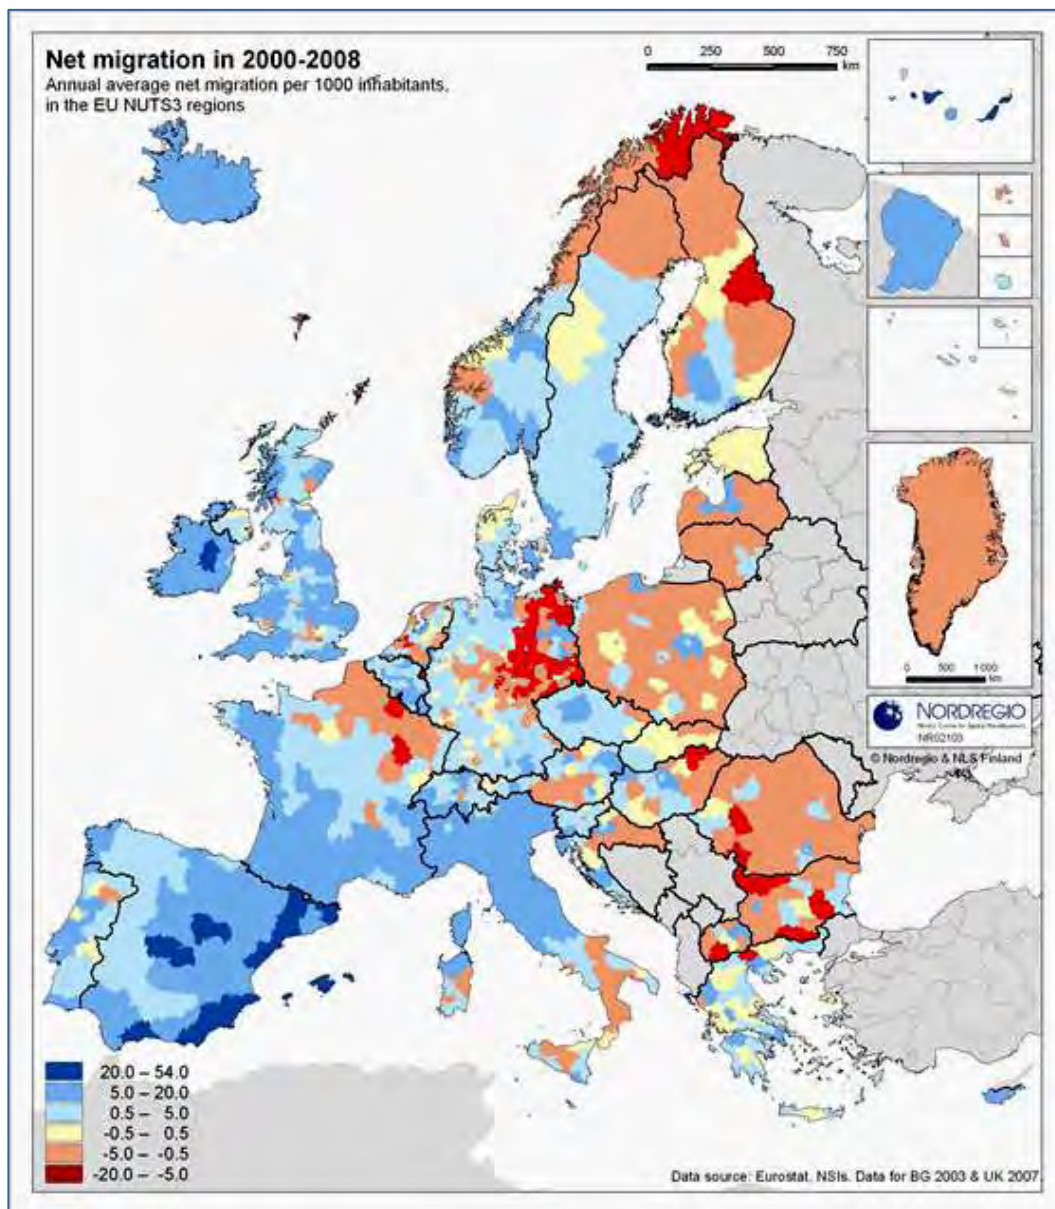 Net migration in 2000-2008
Annual average net migration per 1000 inhabitants,
in the EU NUTS3 regions
0 250 500 750
km
0 500 1000
km
NORDREGIO
NR02103
© Nordregio & NLS Finland
20.0 – 54.0
5.0 – 20.0
0.5 – 5.0
-0.5 – 0.5
-5.0 – -0.5
-20.0 – -5.0
Data source: Eurostat, NSIs. Data for BG 2003 & UK 2007.